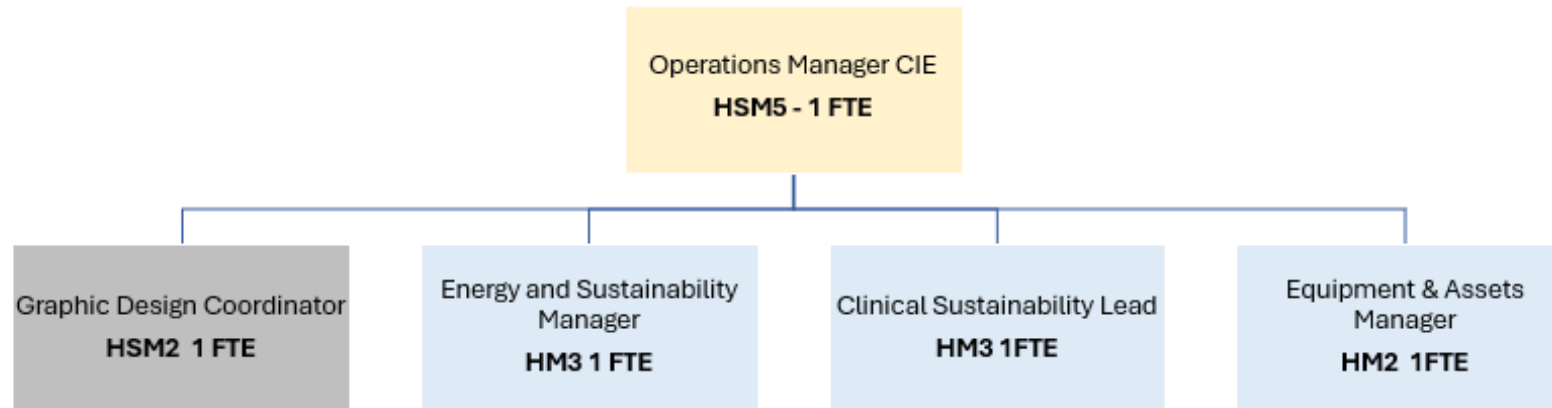 Operations Manager CIE
HSM5 - 1 FTE
Graphic Design Coordinator
HSM2 1 FTE
Energy and Sustainability
Manager
HM3 1 FTE
Clinical Sustainability Lead
HM3 1FTE
Equipment & Assets
Manager
HM2 1FTE